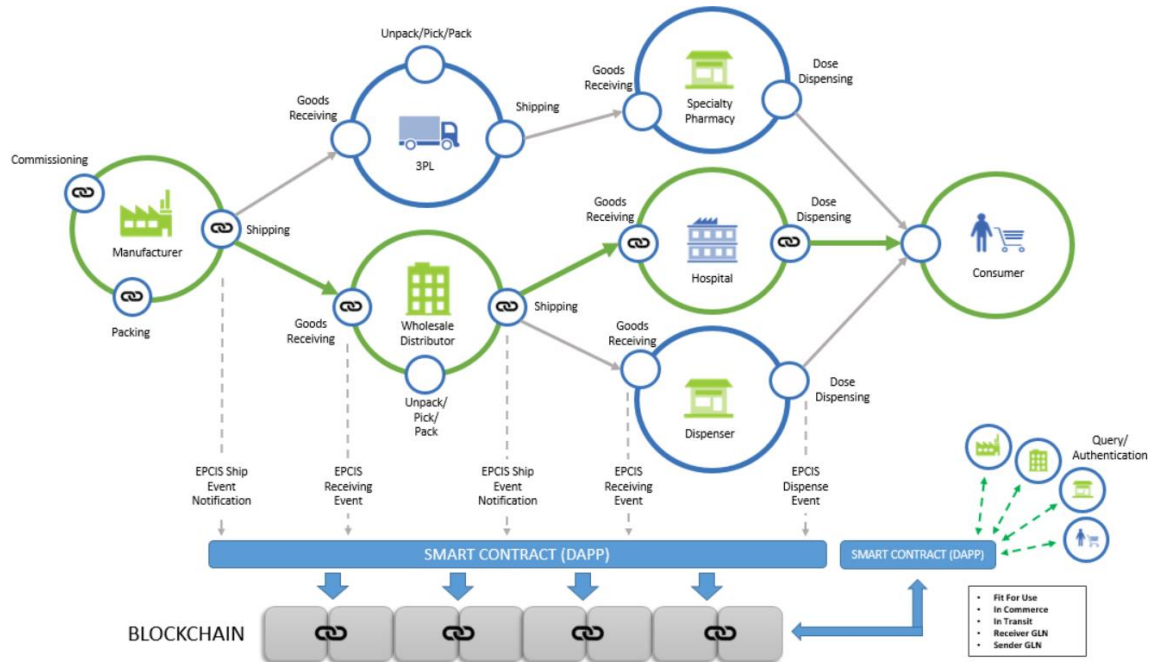 Unpack/Pick/Pack
Goods
Receiving
Shipping
3PL
Goods
Receiving
Specialty
Pharmacy
Dose
Dispensing
Commissioning
Manufacturer
Shipping
Packing
Goods
Receiving
Wholesale
Distributor
Shipping
Unpack/
Pick/
Pack
Goods
Receiving
Hospital
Dose
Dispensing
Consumer
Goods
Receiving
Dispenser
Dose
Dispensing
EPCIS Ship
Event
Notification
EPCIS
Receiving
Event
EPCIS Ship
Event
Notification
EPCIS
Receiving
Event
EPCIS
Dispense
Event
Query/
Authentication
SMART CONTRACT (DAPP)
SMART CONTRACT (DAPP)
BLOCKCHAIN
• Fit For Use
• In Commerce
• In Transit
• Receiver GLN
• Sender GLN